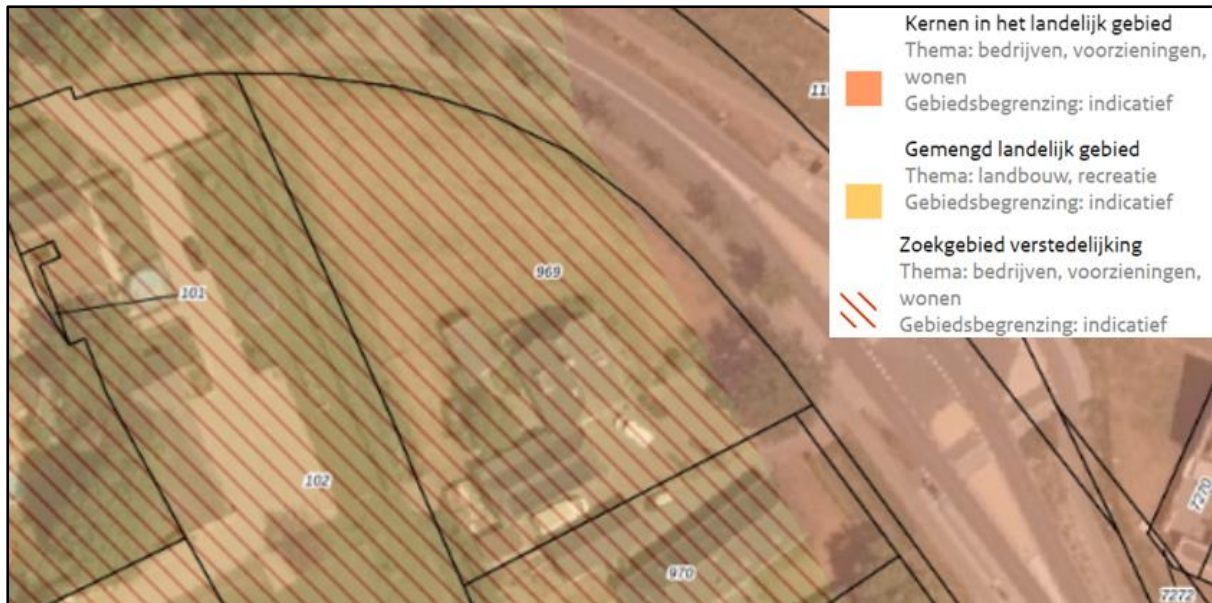 Kernen in het landelijk gebied
Thema: bedrijven, voorzieningen,
wonen
Gebiedsbegrenzing: indicatief
Gemengd landelijk gebied
Thema: landbouw, recreatie
Gebiedsbegrenzing: indicatief
Zoekgebied verstedelijking
Thema: bedrijven, voorzieningen,
wonen
Gebiedsbegrenzing: indicatief
969
101
102
970
7270
7272